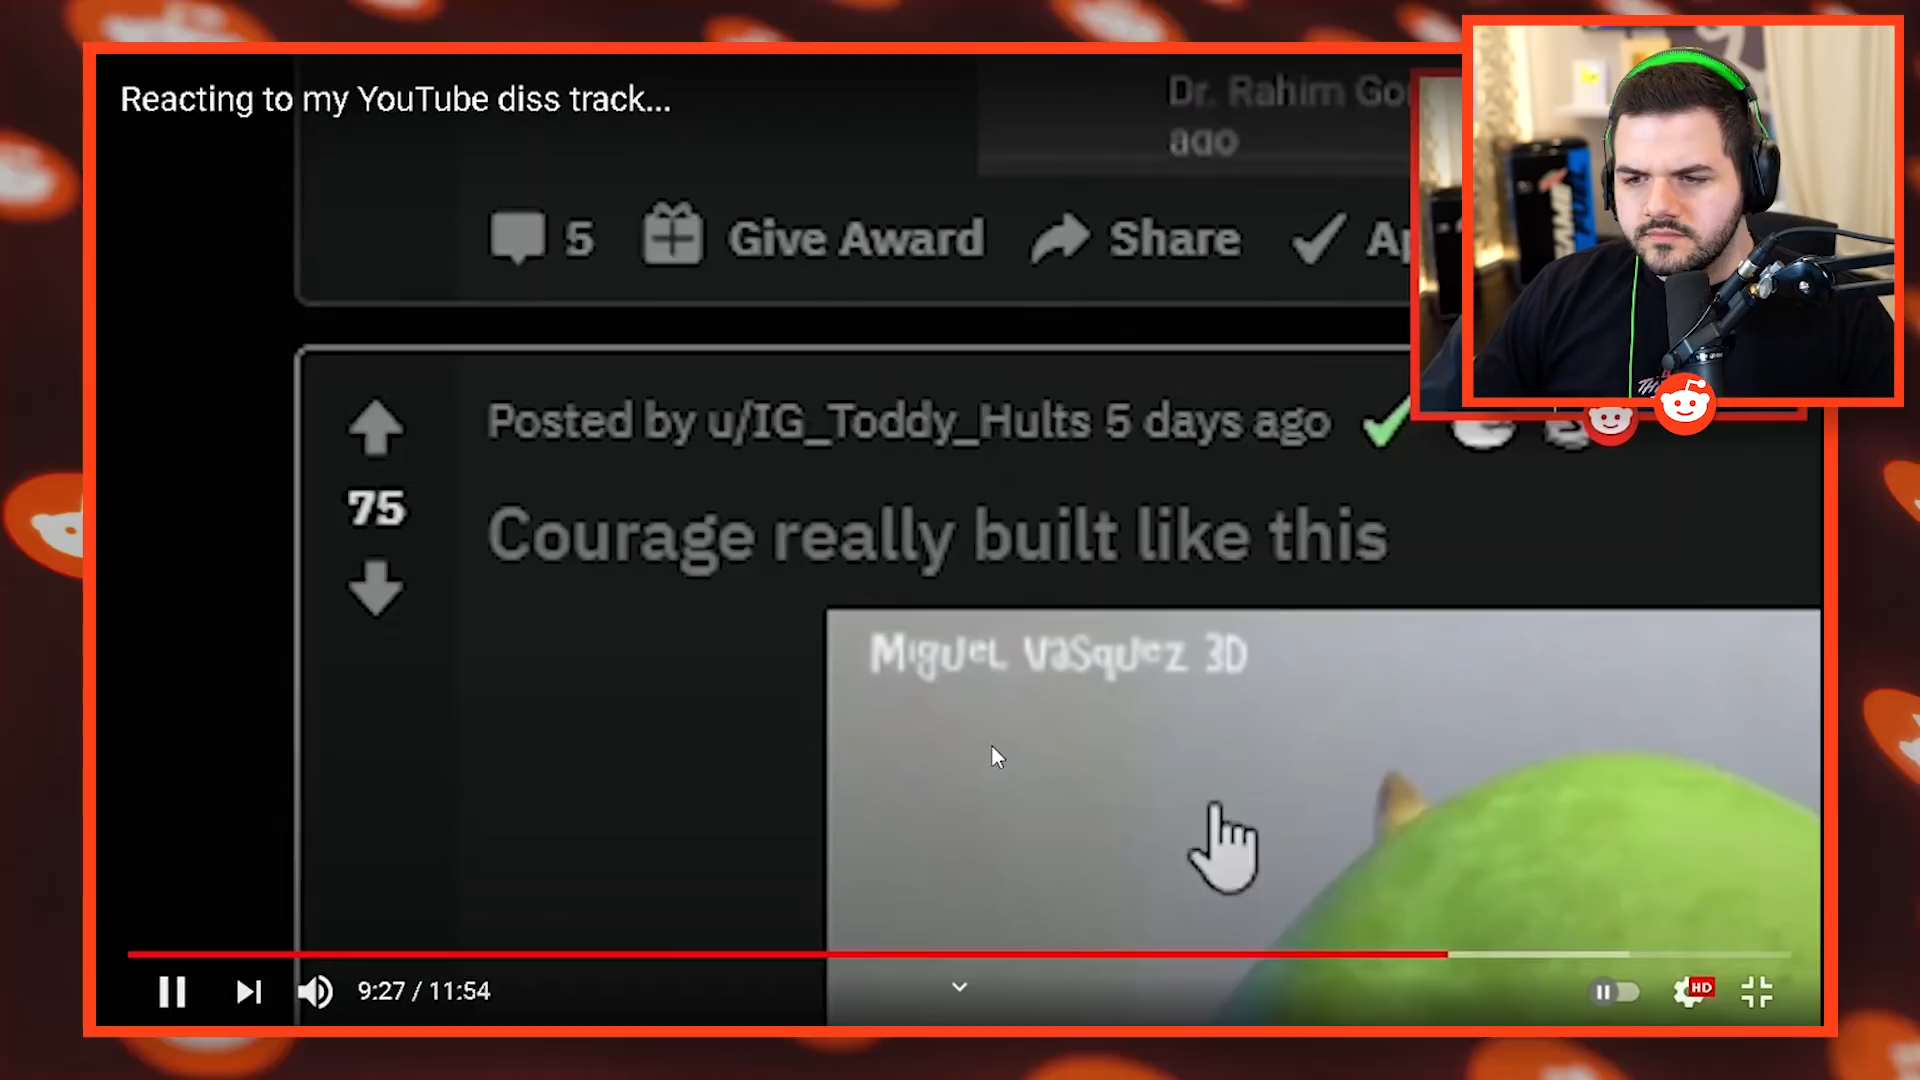 Reacting to my YouTube diss track...
Dr. Rahim Go
ago
5 Give Award Share
Posted by u/IG_Toddy_Hults 5 days ago
75
Courage really built like this
Miguel Vasquez 3D
9:27 / 11:54
HD